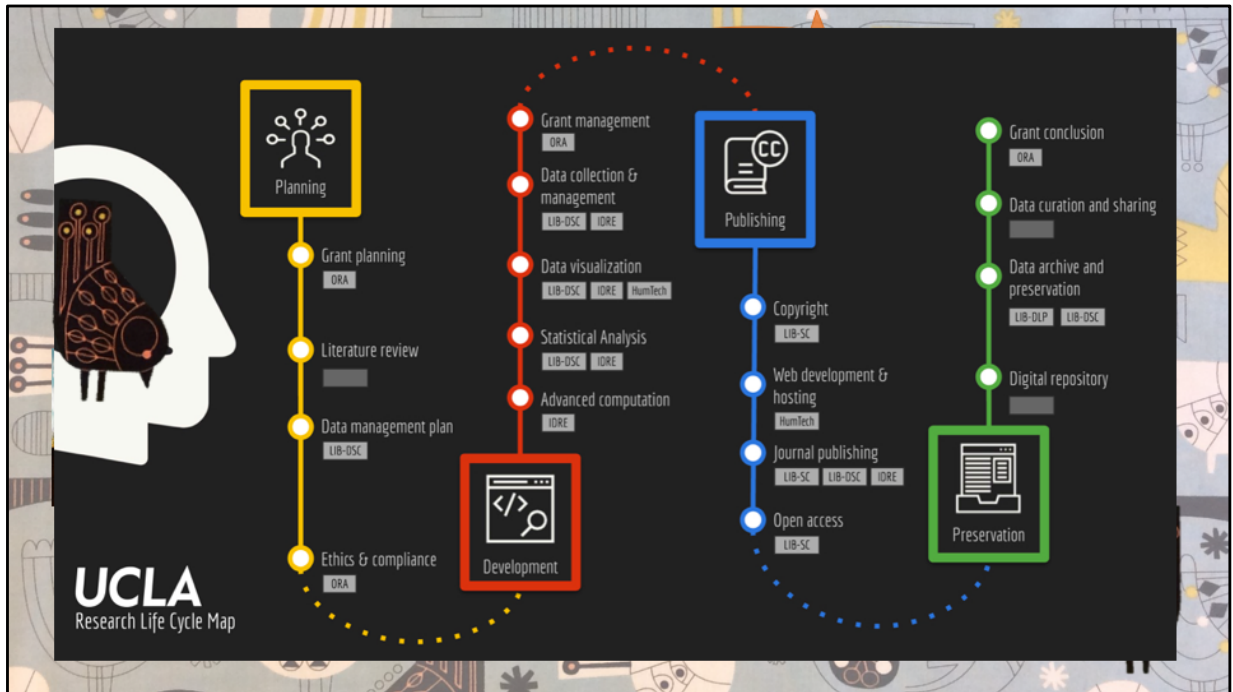 Planning
Grant planning
ORA
Literature review
Data management plan
LIB-DSC
Ethics & compliance
ORA
Grant management
ORA
Data collection &
management
LIB-DSC IDRE
Data visualization
LIB-DSC IDRE HumTech
Statistical Analysis
LIB-DSC IDRE
Advanced computation
IDRE
</>
Development
CC
Publishing
Copyright
LIB-SC
Web development &
hosting
HumTech
Journal publishing
LIB-SC LIB-DSC IDRE
Open access
LIB-SC
Grant conclusion
ORA
Data curation and sharing
Data archive and
preservation
LIB-DLP LIB-DSC
Digital repository
Preservation
UCLA
Research Life Cycle Map